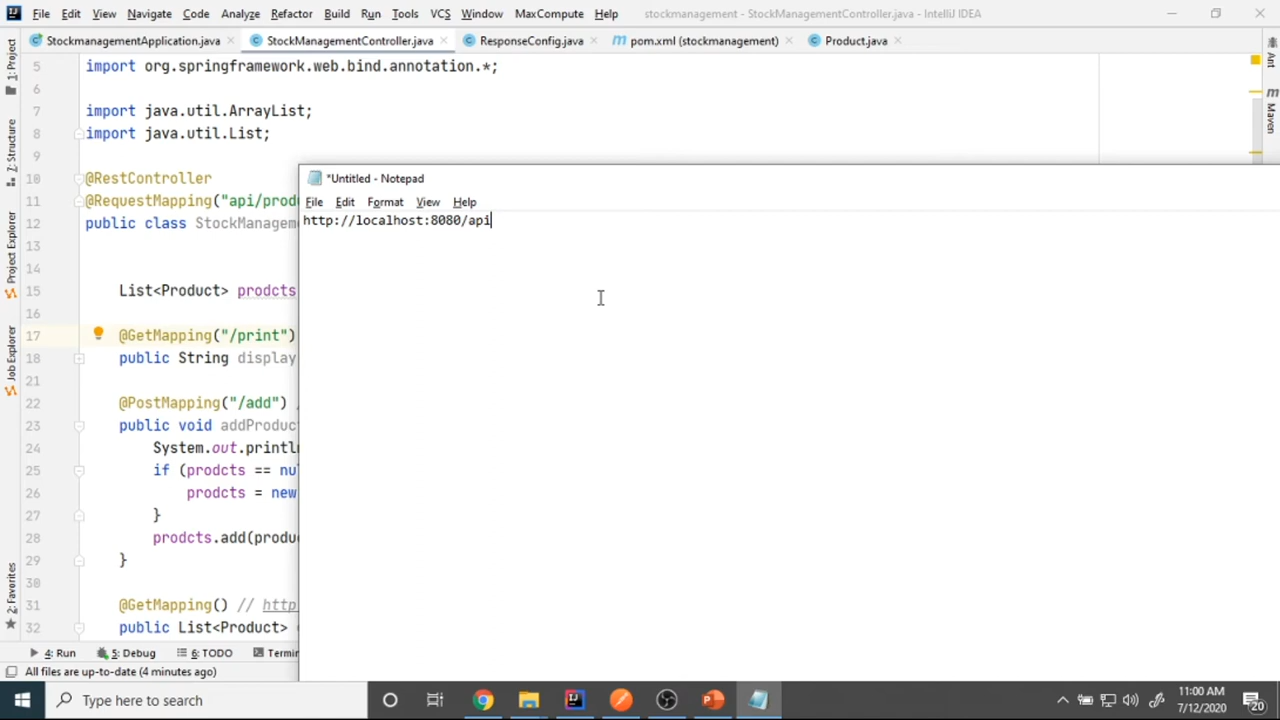 File Edit View Navigate Code Analyze Refactor Build Run Tools VCS Window MaxCompute Help stockmanagement - StockManagementController.java - IntelliJ IDEA
StockmanagementApplication.java StockManagementController.java ResponseConfig.java pom.xml (stockmanagement) Product.java
1: Project
Z: Structure
Project Explorer
Job Explorer
2: Favorites
5 import org.springframework.web.bind.annotation.*;
6
7 import java.util.ArrayList;
8 import java.util.List;
9
10 @RestController
11 @RequestMapping("api/prod
12 public class StockManagem
13
14
15 List<Product> prodcts
16
17 @GetMapping("/print")
18 public String display
21
22 @PostMapping("/add") /
23 public void addProduc
24 System.out.println
25 if (prodcts == nu
26 prodcts = new
27 }
28 prodcts.add(produ
29 }
30
31 @GetMapping() // http
32 public List<Product>
*Untitled - Notepad
File Edit Format View Help
http://localhost:8080/api
Ant
Maven
4: Run 5: Debug 6: TODO Termin
All files are up-to-date (4 minutes ago)
Type here to search
11:00 AM
7/12/2020
20